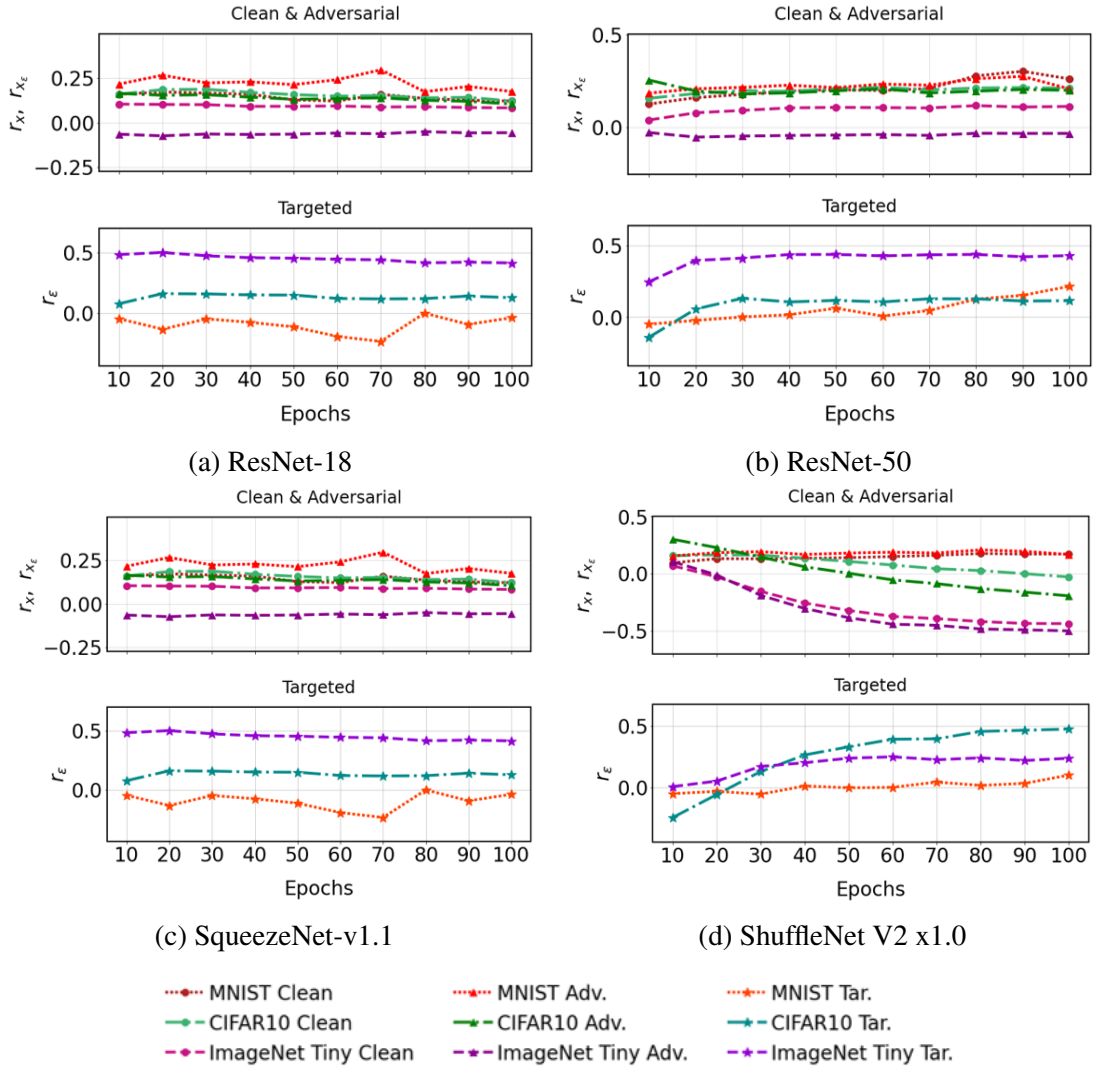 Clean & Adversarial
r_x, r_{x_ε}
0.25
0.00
−0.25
Targeted
r_ε
0.5
0.0
10 20 30 40 50 60 70 80 90 100
Epochs
(a) ResNet-18
Clean & Adversarial
r_x, r_{x_ε}
0.5
0.0
Targeted
r_ε
0.5
0.0
10 20 30 40 50 60 70 80 90 100
Epochs
(b) ResNet-50
Clean & Adversarial
r_x, r_{x_ε}
0.25
0.00
−0.25
Targeted
r_ε
0.5
0.0
10 20 30 40 50 60 70 80 90 100
Epochs
(c) SqueezeNet-v1.1
Clean & Adversarial
r_x, r_{x_ε}
0.5
0.0
−0.5
Targeted
r_ε
0.5
0.0
10 20 30 40 50 60 70 80 90 100
Epochs
(d) ShuffleNet V2 x1.0
MNIST Clean MNIST Adv. MNIST Tar.
CIFAR10 Clean CIFAR10 Adv. CIFAR10 Tar.
ImageNet Tiny Clean ImageNet Tiny Adv. ImageNet Tiny Tar.